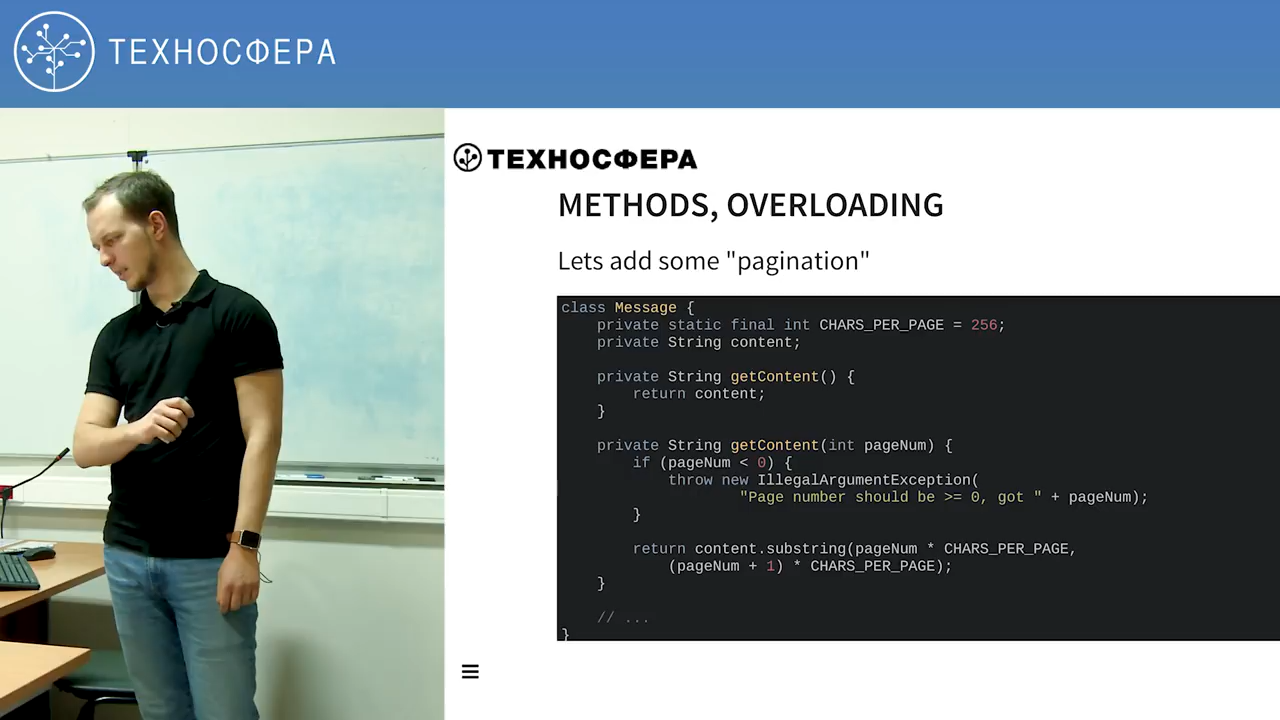 ТЕХНОСФЕРА
ТЕХНОСФЕРА
METHODS, OVERLOADING
Lets add some "pagination"
class Message {
    private static final int CHARS_PER_PAGE = 256;
    private String content;
    private String getContent() {
        return content;
    }
    private String getContent(int pageNum) {
        if (pageNum < 0) {
            throw new IllegalArgumentException(
                    "Page number should be >= 0, got " + pageNum);
        }
        return content.substring(pageNum * CHARS_PER_PAGE,
            (pageNum + 1) * CHARS_PER_PAGE);
    }
    // ...
}